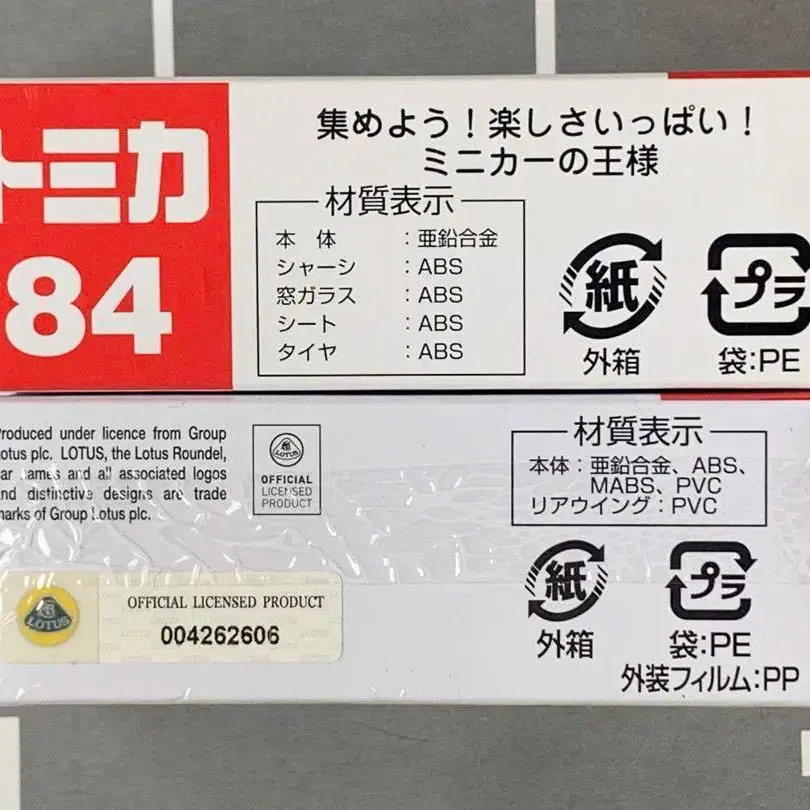 トミカ
84
集めよう！楽しさいっぱい！
ミニカーの王様
材質表示
本　体　：亜鉛合金
シャーシ　：ABS
窓ガラス　：ABS
シート　：ABS
タイヤ　：ABS
紙
外箱
プラ
袋:PE
Produced under licence from Group
Lotus plc. LOTUS, the Lotus Roundel,
car names and all associated logos
and distinctive designs are trade
marks of Group Lotus plc.
LOTUS
OFFICIAL
LICENSED
PRODUCT
LOTUS
OFFICIAL LICENSED PRODUCT
004262606
材質表示
本体：亜鉛合金、ABS、
MABS、PVC
リアウイング：PVC
紙
外箱
プラ
袋:PE
外装フィルム:PP